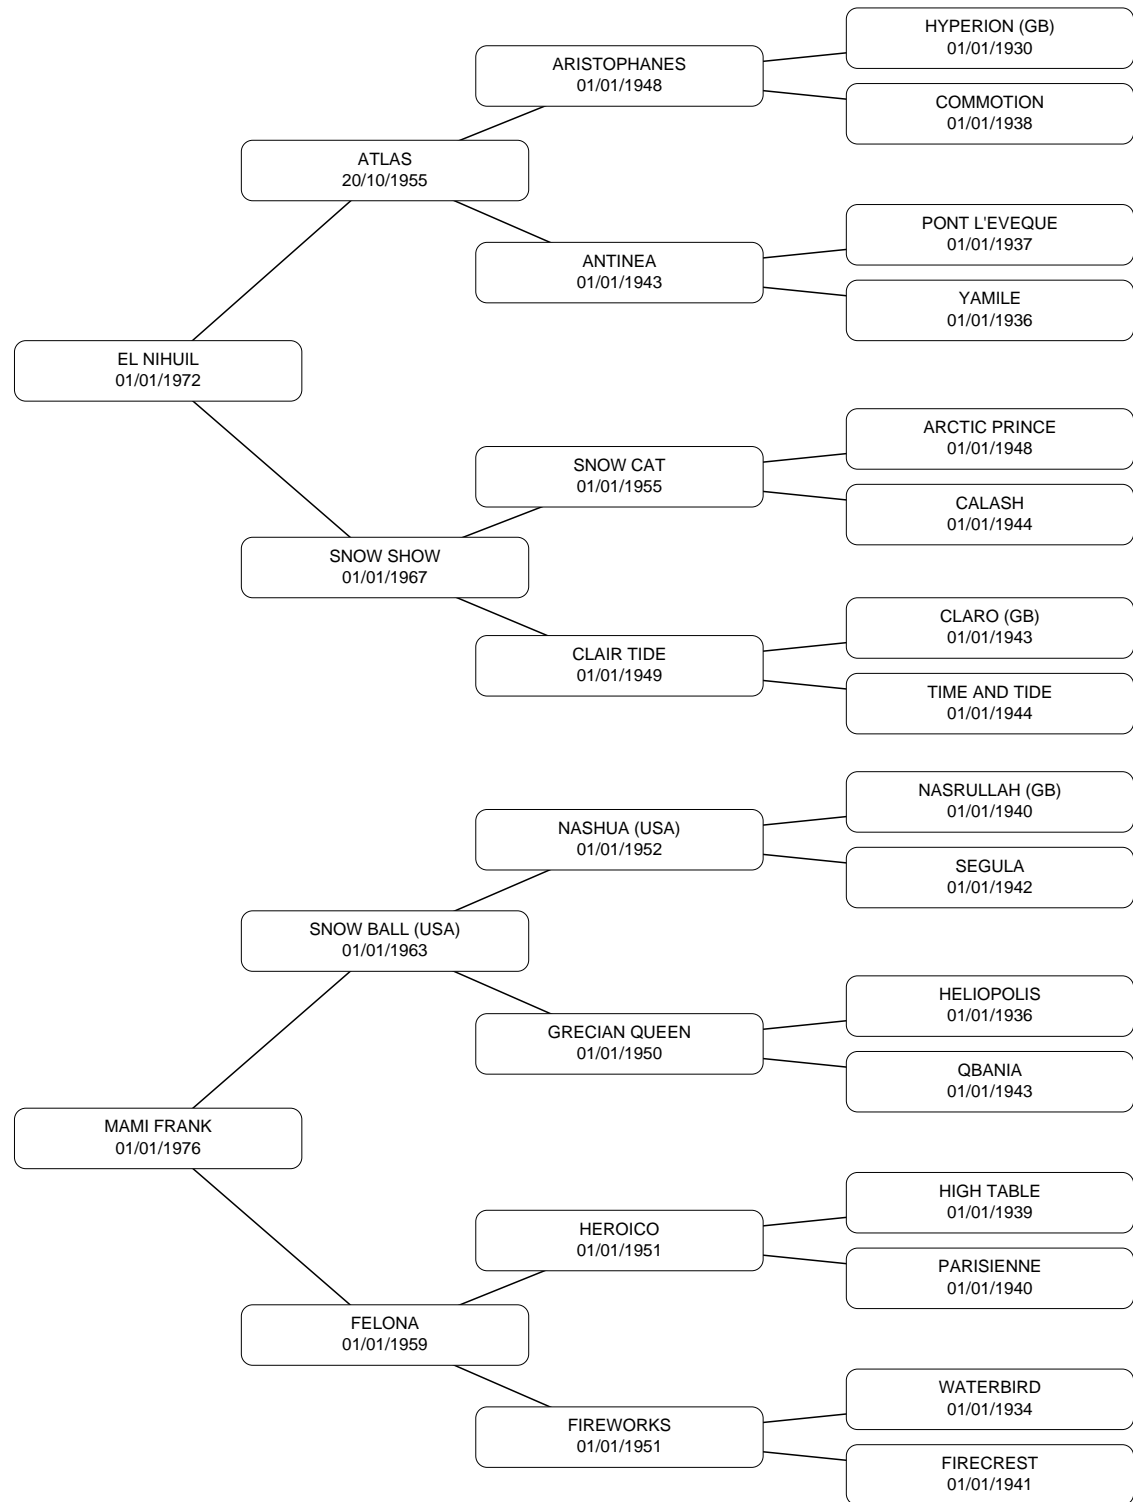 HYPERION (GB)
01/01/1930
ARISTOPHANES
01/01/1948
COMMOTION
01/01/1938
ATLAS
20/10/1955
PONT L'EVEQUE
01/01/1937
ANTINEA
01/01/1943
YAMILE
01/01/1936
EL NIHUIL
01/01/1972
ARCTIC PRINCE
01/01/1948
SNOW CAT
01/01/1955
CALASH
01/01/1944
SNOW SHOW
01/01/1967
CLARO (GB)
01/01/1943
CLAIR TIDE
01/01/1949
TIME AND TIDE
01/01/1944
NASRULLAH (GB)
01/01/1940
NASHUA (USA)
01/01/1952
SEGULA
01/01/1942
SNOW BALL (USA)
01/01/1963
HELIOPOLIS
01/01/1936
GRECIAN QUEEN
01/01/1950
QBANIA
01/01/1943
MAMI FRANK
01/01/1976
HIGH TABLE
01/01/1939
HEROICO
01/01/1951
PARISIENNE
01/01/1940
FELONA
01/01/1959
WATERBIRD
01/01/1934
FIREWORKS
01/01/1951
FIRECREST
01/01/1941